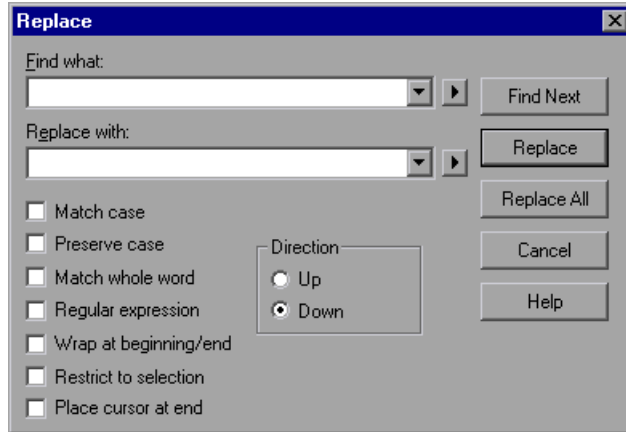 Replace
Find what:
Find Next
Replace with:
Replace
Replace All
Cancel
Help
Match case
Preserve case
Match whole word
Regular expression
Wrap at beginning/end
Restrict to selection
Place cursor at end
Direction
Up
Down